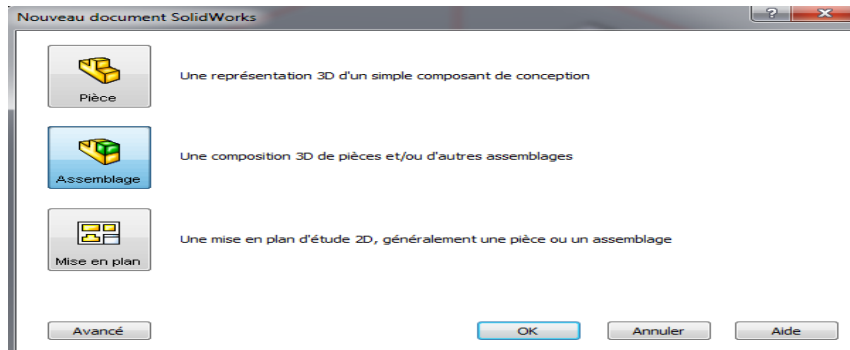 Nouveau document SolidWorks
Pièce
Une représentation 3D d'un simple composant de conception
Assemblage
Une composition 3D de pièces et/ou d'autres assemblages
Mise en plan
Une mise en plan d'étude 2D, généralement une pièce ou un assemblage
Avancé OK Annuler Aide